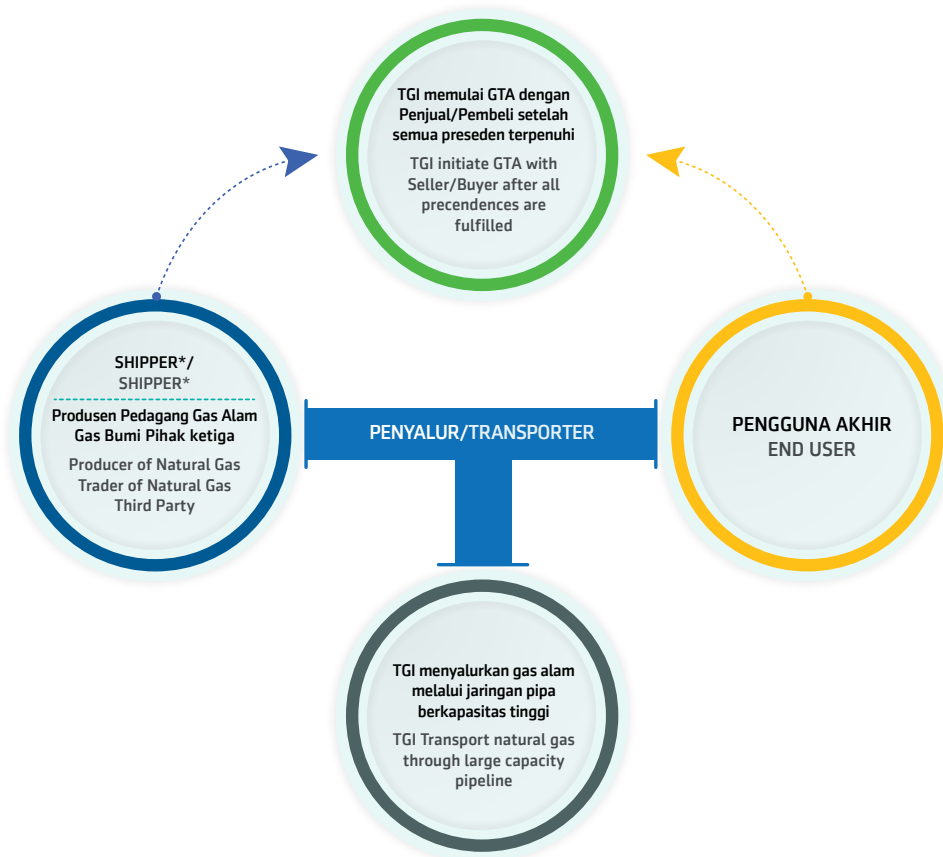 TGI memulai GTA dengan
Penjual/Pembeli setelah
semua preseden terpenuhi
TGI initiate GTA with
Seller/Buyer after all
precendences are
fulfilled
SHIPPER*/
SHIPPER*
Produsen Pedagang Gas Alam
Gas Bumi Pihak ketiga
Producer of Natural Gas
Trader of Natural Gas
Third Party
PENYALUR/TRANSPORTER
PENGGUNA AKHIR
END USER
TGI menyalurkan gas alam
melalui jaringan pipa
berkapasitas tinggi
TGI Transport natural gas
through large capacity
pipeline